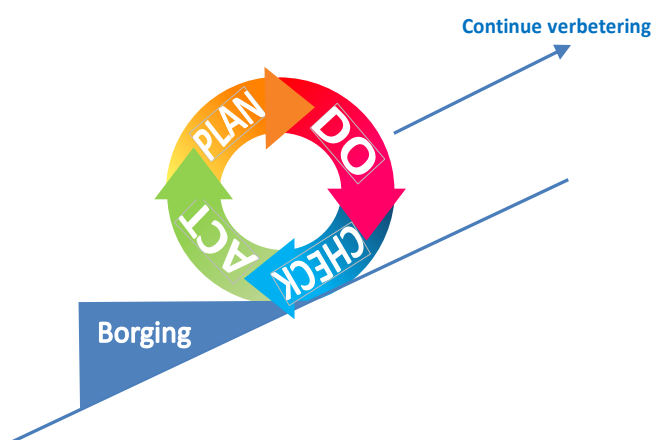 Continue verbetering
PLAN
DO
CHECK
ACT
Borging